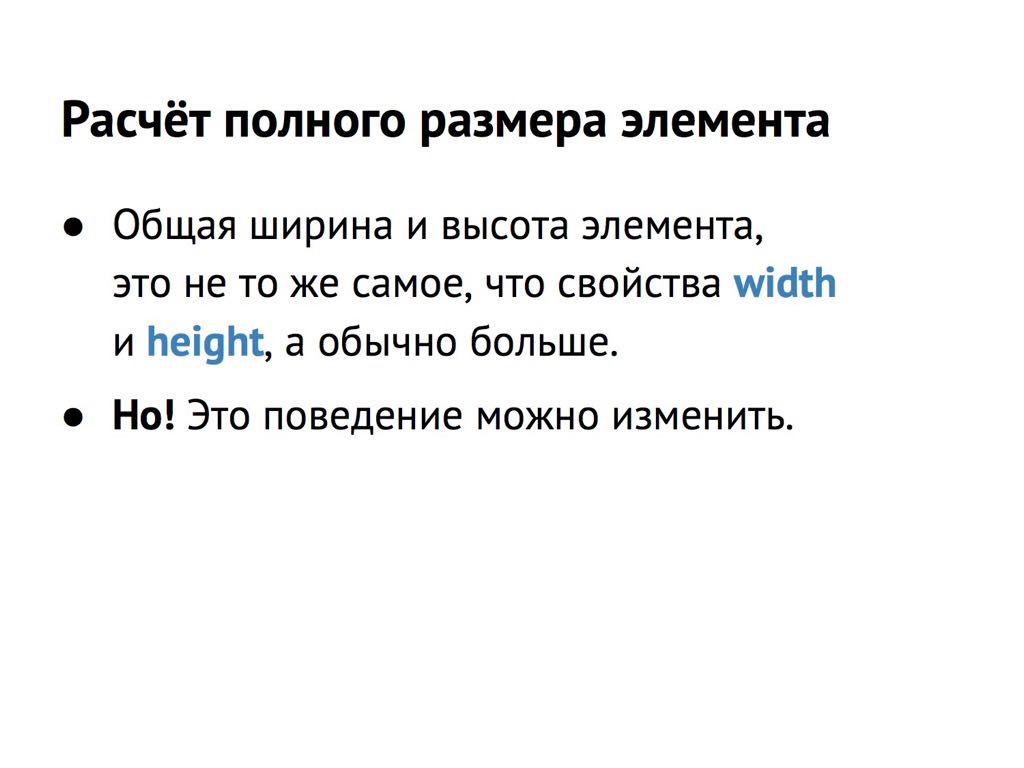 Расчёт полного размера элемента
● Общая ширина и высота элемента,
это не то же самое, что свойства width
и height, а обычно больше.
● Но! Это поведение можно изменить.